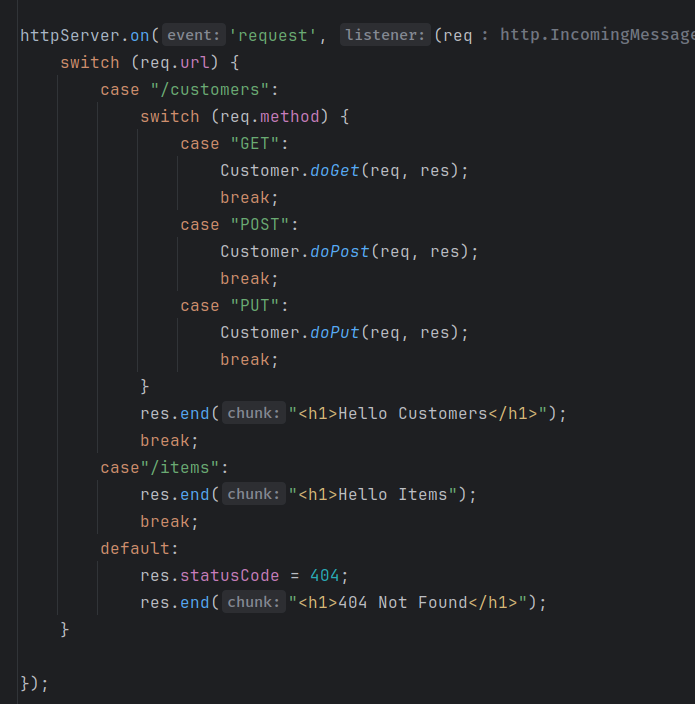 httpServer.on( event: 'request', listener: (req : http.IncomingMessage
    switch (req.url) {
        case "/customers":
            switch (req.method) {
                case "GET":
                    Customer.doGet(req, res);
                    break;
                case "POST":
                    Customer.doPost(req, res);
                    break;
                case "PUT":
                    Customer.doPut(req, res);
                    break;
            }
            res.end( chunk: "<h1>Hello Customers</h1>");
            break;
        case"/items":
            res.end( chunk: "<h1>Hello Items");
            break;
        default:
            res.statusCode = 404;
            res.end( chunk: "<h1>404 Not Found</h1>");
    }
});